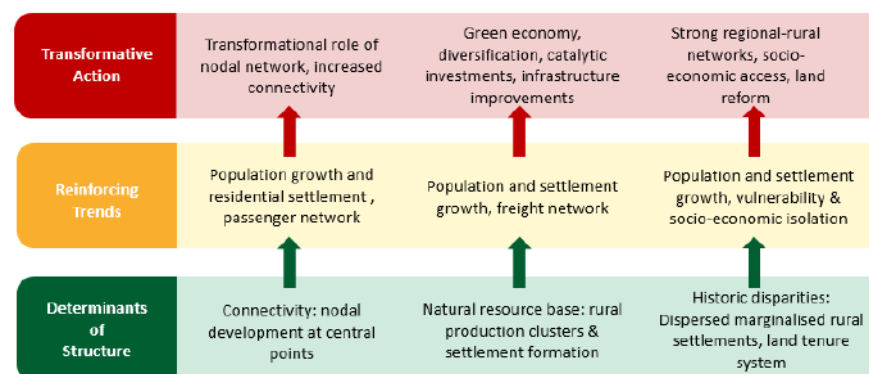 Transformative
Action
Transformational role of
nodal network, increased
connectivity
Green economy,
diversification, catalytic
investments, infrastructure
improvements
Strong regional-rural
networks, socio-
economic access, land
reform
Reinforcing
Trends
Population growth and
residential settlement ,
passenger network
Population and settlement
growth, freight network
Population and settlement
growth, vulnerability &
socio-economic isolation
Determinants
of
Structure
Connectivity: nodal
development at central
points
Natural resource base: rural
production clusters &
settlement formation
Historic disparities:
Dispersed marginalised rural
settlements, land tenure
system